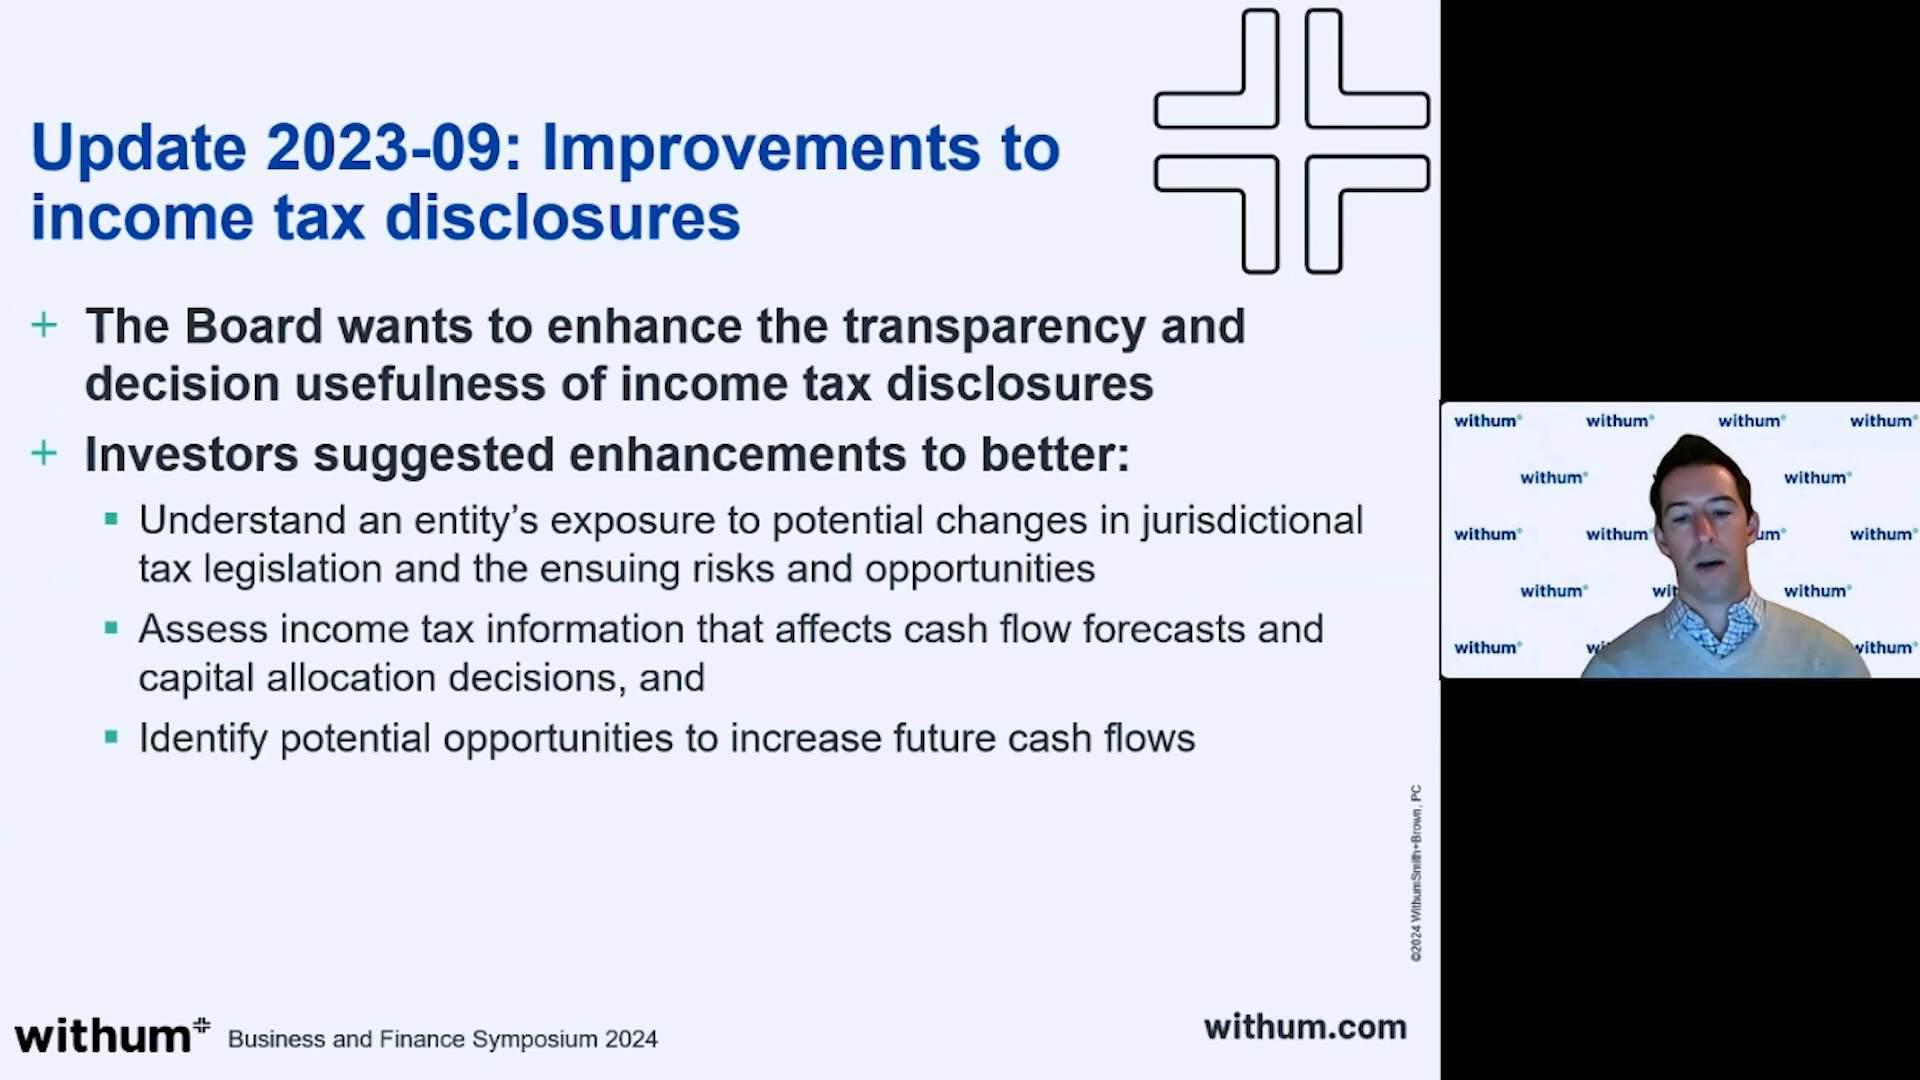 Update 2023-09: Improvements to
income tax disclosures
+ The Board wants to enhance the transparency and
decision usefulness of income tax disclosures
+ Investors suggested enhancements to better:
▪ Understand an entity’s exposure to potential changes in jurisdictional
tax legislation and the ensuing risks and opportunities
▪ Assess income tax information that affects cash flow forecasts and
capital allocation decisions, and
▪ Identify potential opportunities to increase future cash flows
©2024 WithumSmith+Brown, PC
withum+ Business and Finance Symposium 2024
withum.com
withum+ withum+ withum+ withum+
withum+ withum+
withum+ withum um+ withum+
withum+ wit withum+
withum+ wi withum+